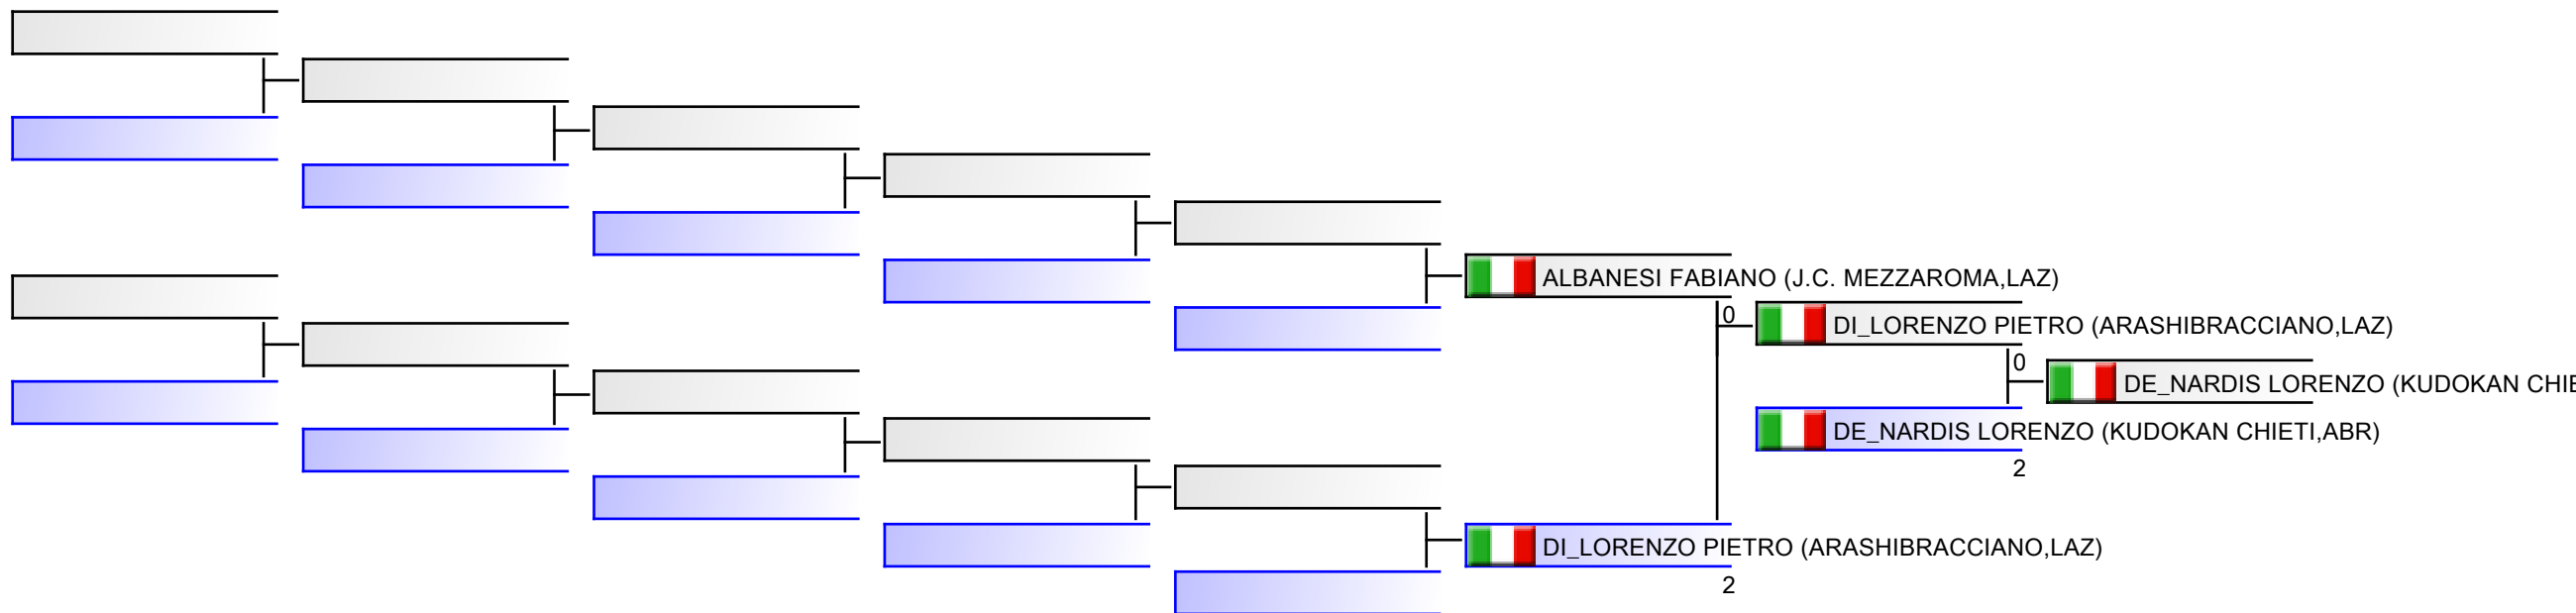 ALBANESI FABIANO (J.C. MEZZAROMA,LAZ)
0
DI_LORENZO PIETRO (ARASHIBRACCIANO,LAZ)
0
DE_NARDIS LORENZO (KUDOKAN CHIE
DE_NARDIS LORENZO (KUDOKAN CHIETI,ABR)
2
DI_LORENZO PIETRO (ARASHIBRACCIANO,LAZ)
2